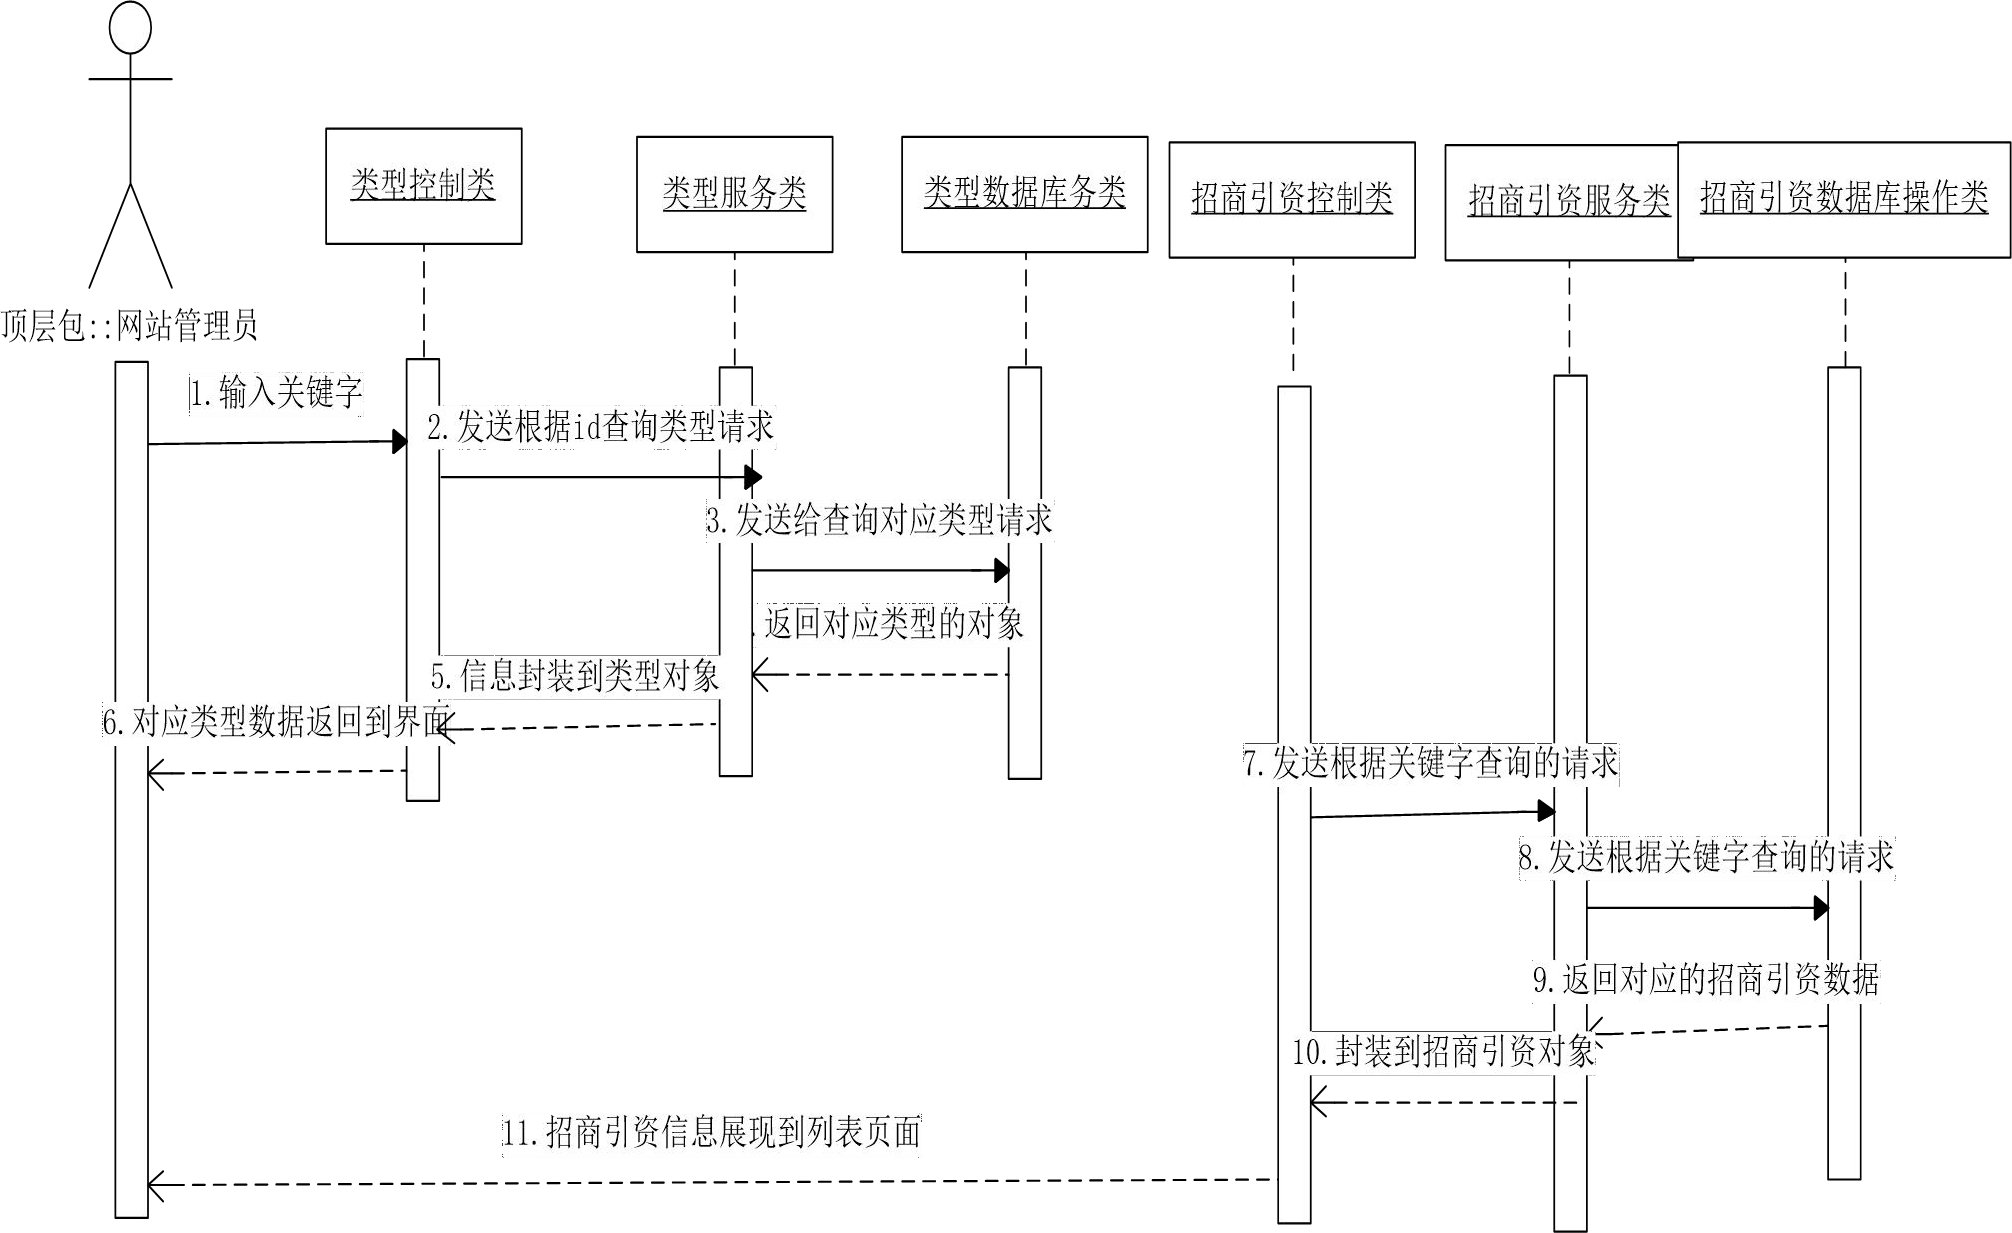 类型控制类
类型服务类
类型数据库务类
招商引资控制类
招商引资服务类
招商引资数据库操作类
顶层包::网站管理员
1.输入关键字
2.发送根据id查询类型请求
3.发送给查询对应类型请求
.返回对应类型的对象
5.信息封装到类型对象
6.对应类型数据返回到界面
7.发送根据关键字查询的请求
8.发送根据关键字查询的请求
9.返回对应的招商引资数据
10.封装到招商引资对象
11.招商引资信息展现到列表页面